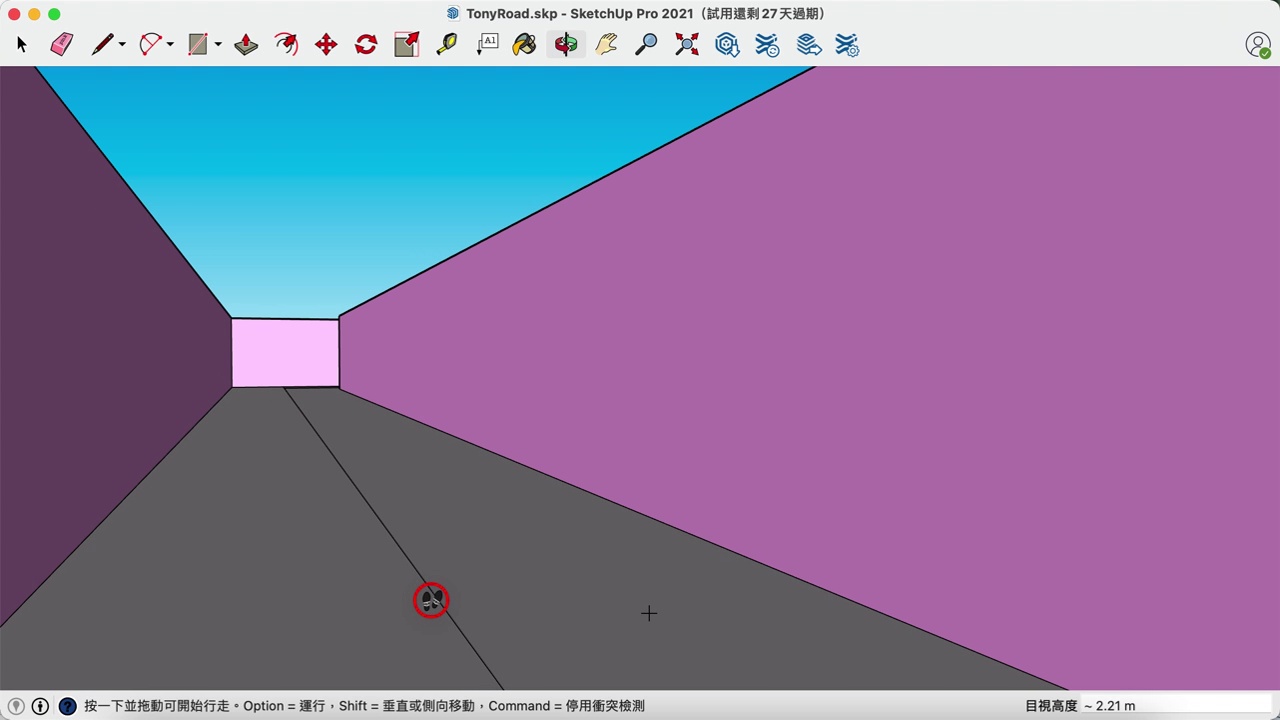 TonyRoad.skp - SketchUp Pro 2021（試用還剩 27 天過期）
A1
按一下並拖動可開始行走。Option = 運行，Shift = 垂直或側向移動，Command = 停用衝突檢測
目視高度 ~ 2.21 m